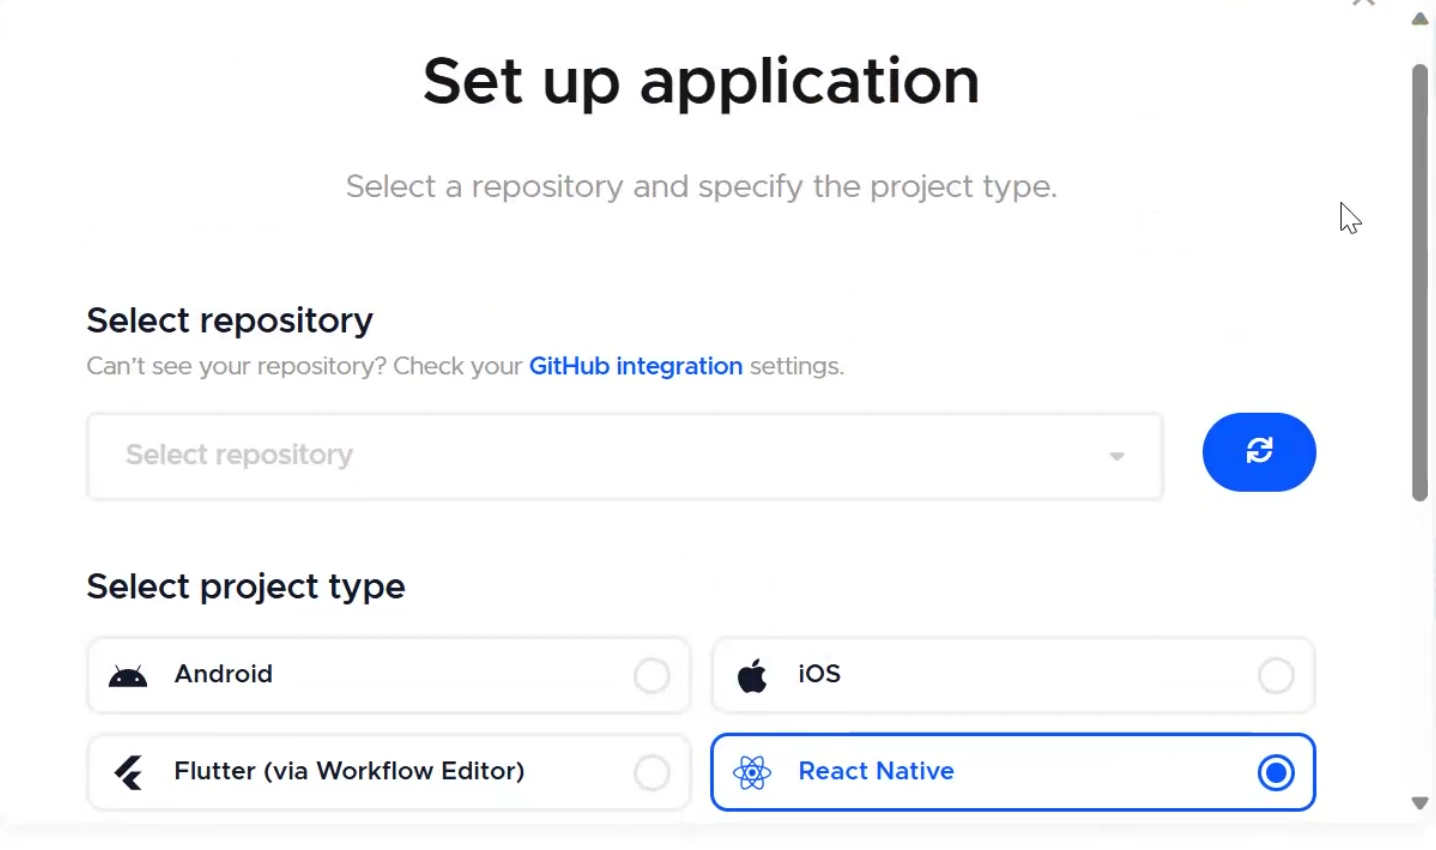 Set up application
Select a repository and specify the project type.
Select repository
Can't see your repository? Check your GitHub integration settings.
Select repository
Select project type
Android
iOS
Flutter (via Workflow Editor)
React Native